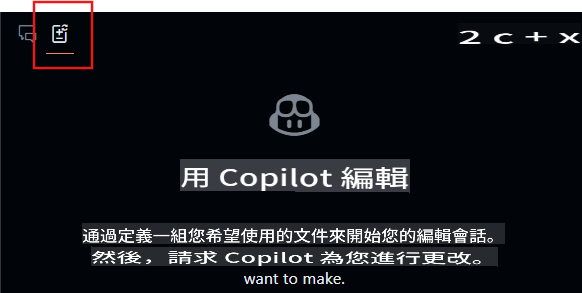 2 c + x
用 Copilot 編輯
通過定義一組您希望使用的文件來開始您的編輯會話。
然後，請求 Copilot 為您進行更改。
want to make.